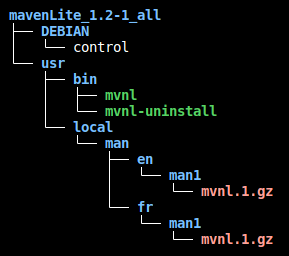 mavenLite_1.2-1_all
├── DEBIAN
│   └── control
└── usr
    ├── bin
    │   ├── mvnl
    │   └── mvnl-uninstall
    └── local
        └── man
            ├── en
            │   └── man1
            │       └── mvnl.1.gz
            └── fr
                └── man1
                    └── mvnl.1.gz